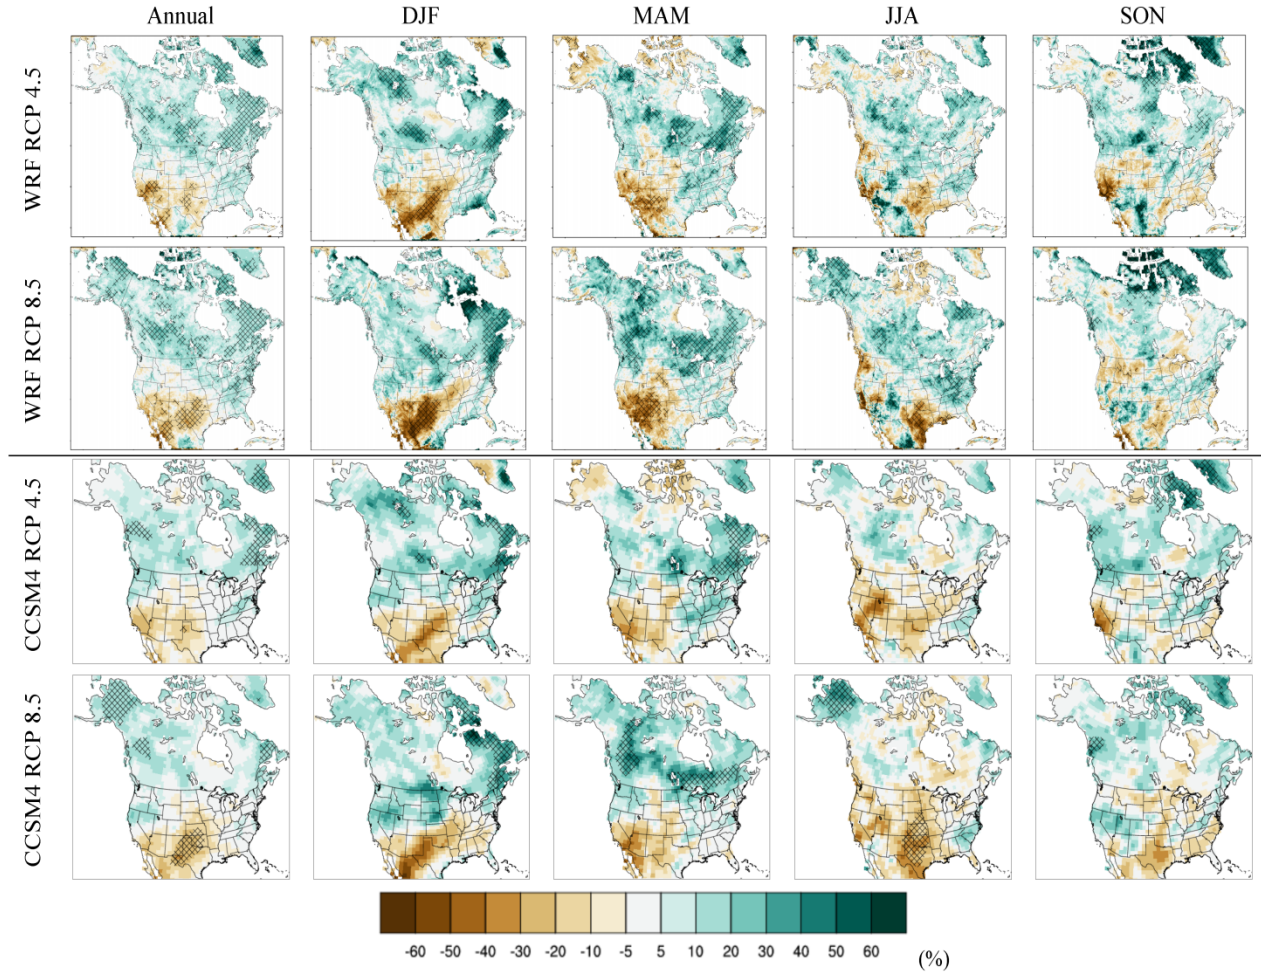 Annual DJF MAM JJA SON
WRF RCP 4.5
WRF RCP 8.5
CCSM4 RCP 4.5
CCSM4 RCP 8.5
-60 -50 -40 -30 -20 -10 -5 5 10 20 30 40 50 60
(%)